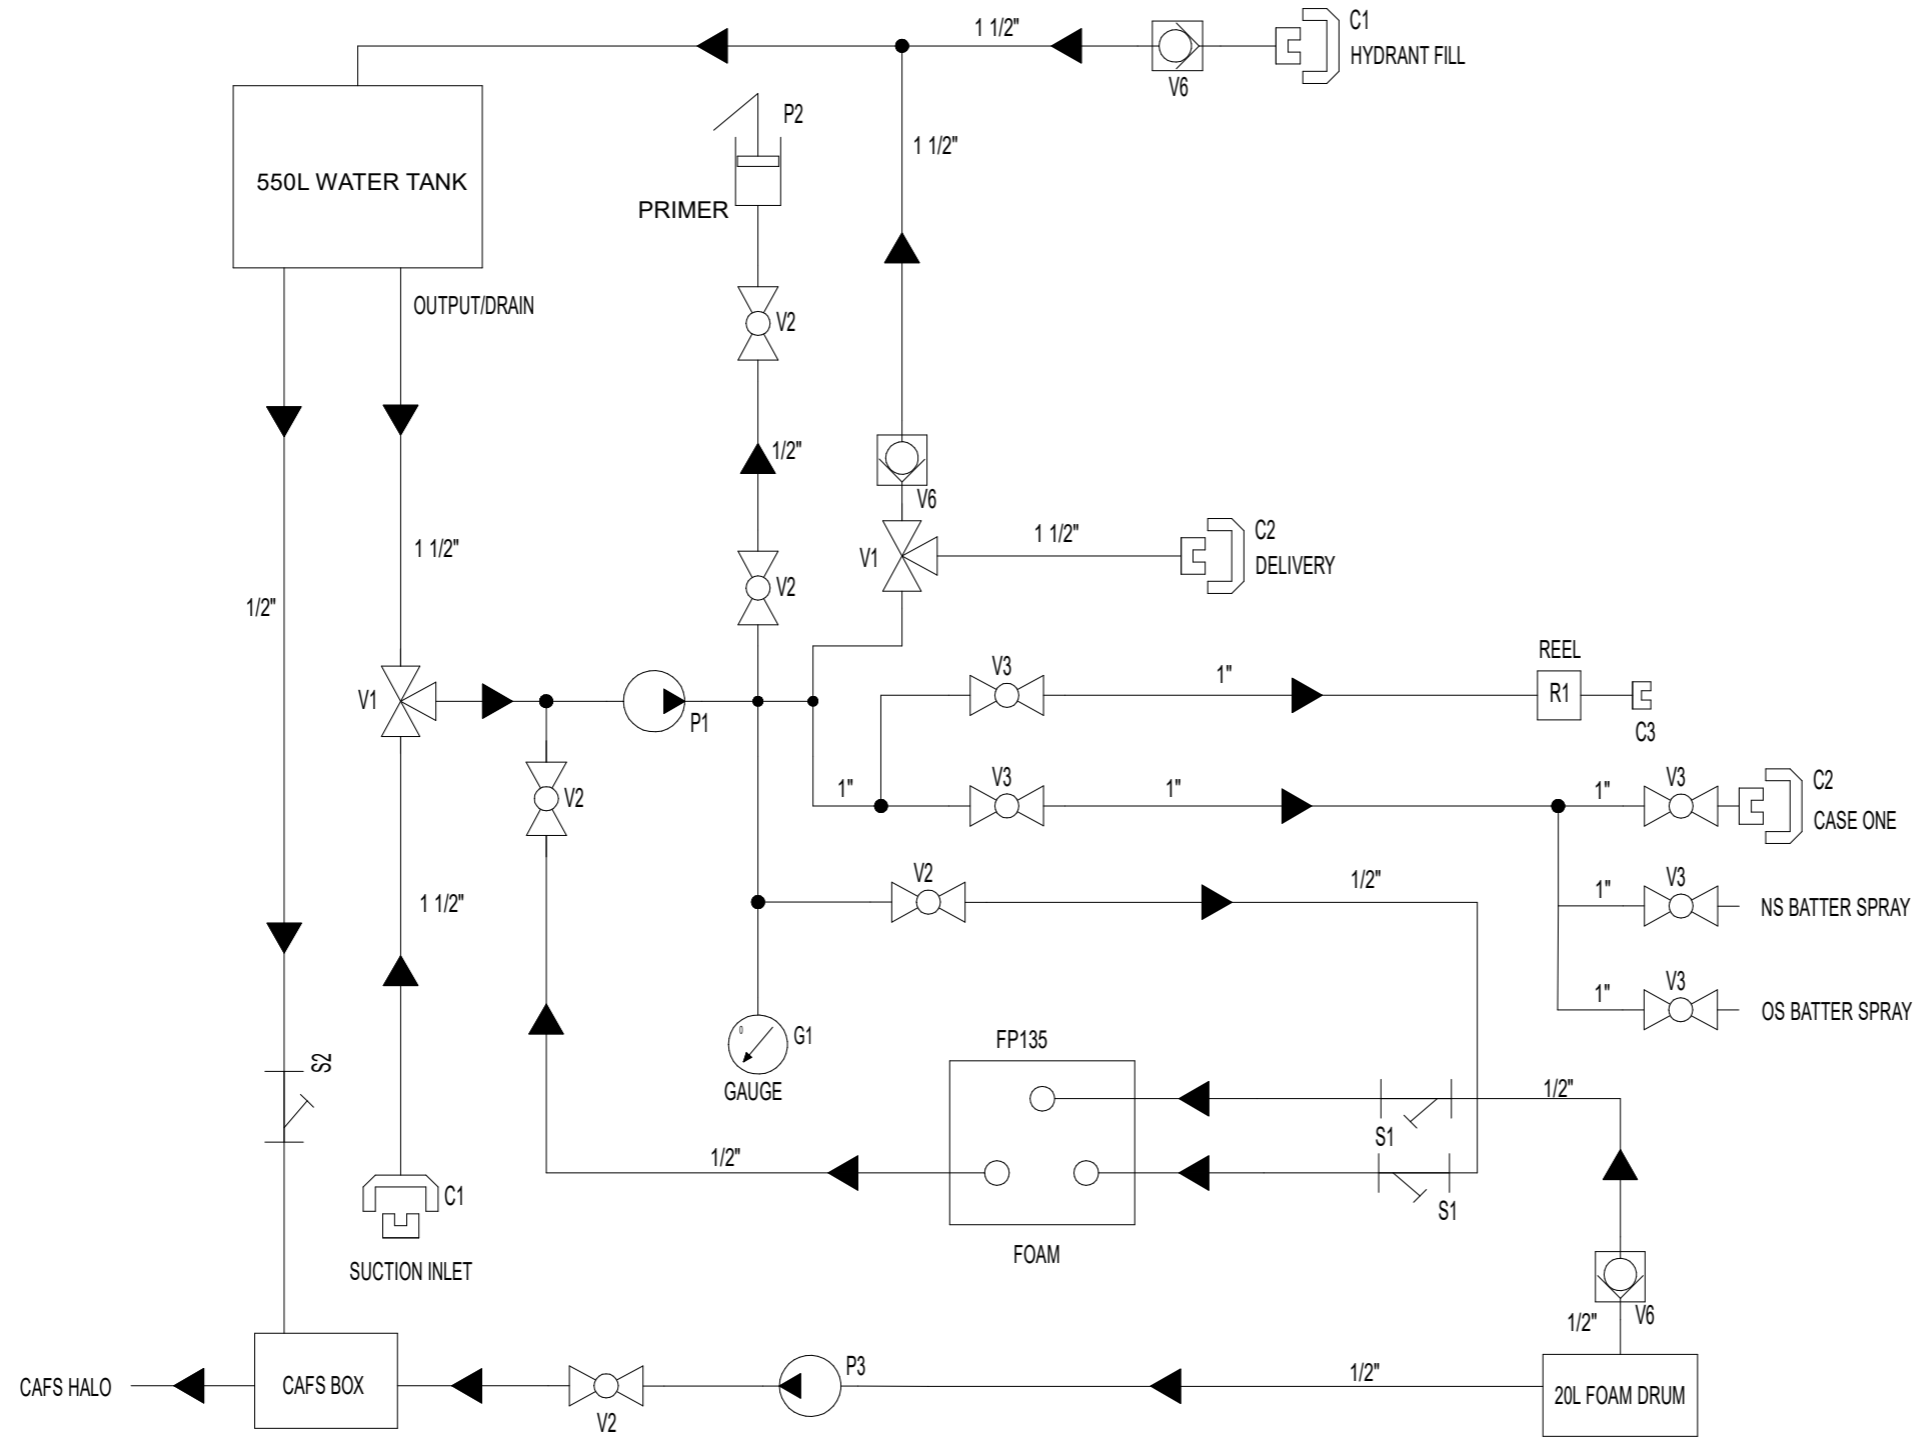 1 1/2"
C1
HYDRANT FILL
V6
P2
PRIMER
1 1/2"
550L WATER TANK
OUTPUT/DRAIN
V2
1/2"
V6
1 1/2"
1 1/2"
C2
DELIVERY
V1
V2
1/2"
REEL
V3
1"
R1
C3
V1
P1
V2
V3
1"
1"
1"
V3
C2
CASE ONE
V2
1/2"
1"
V3
NS BATTER SPRAY
1 1/2"
1"
V3
OS BATTER SPRAY
0
G1
GAUGE
FP135
S2
1/2"
S1
1/2"
S1
C1
SUCTION INLET
FOAM
V6
1/2"
P3
1/2"
CAFS HALO
CAFS BOX
V2
20L FOAM DRUM